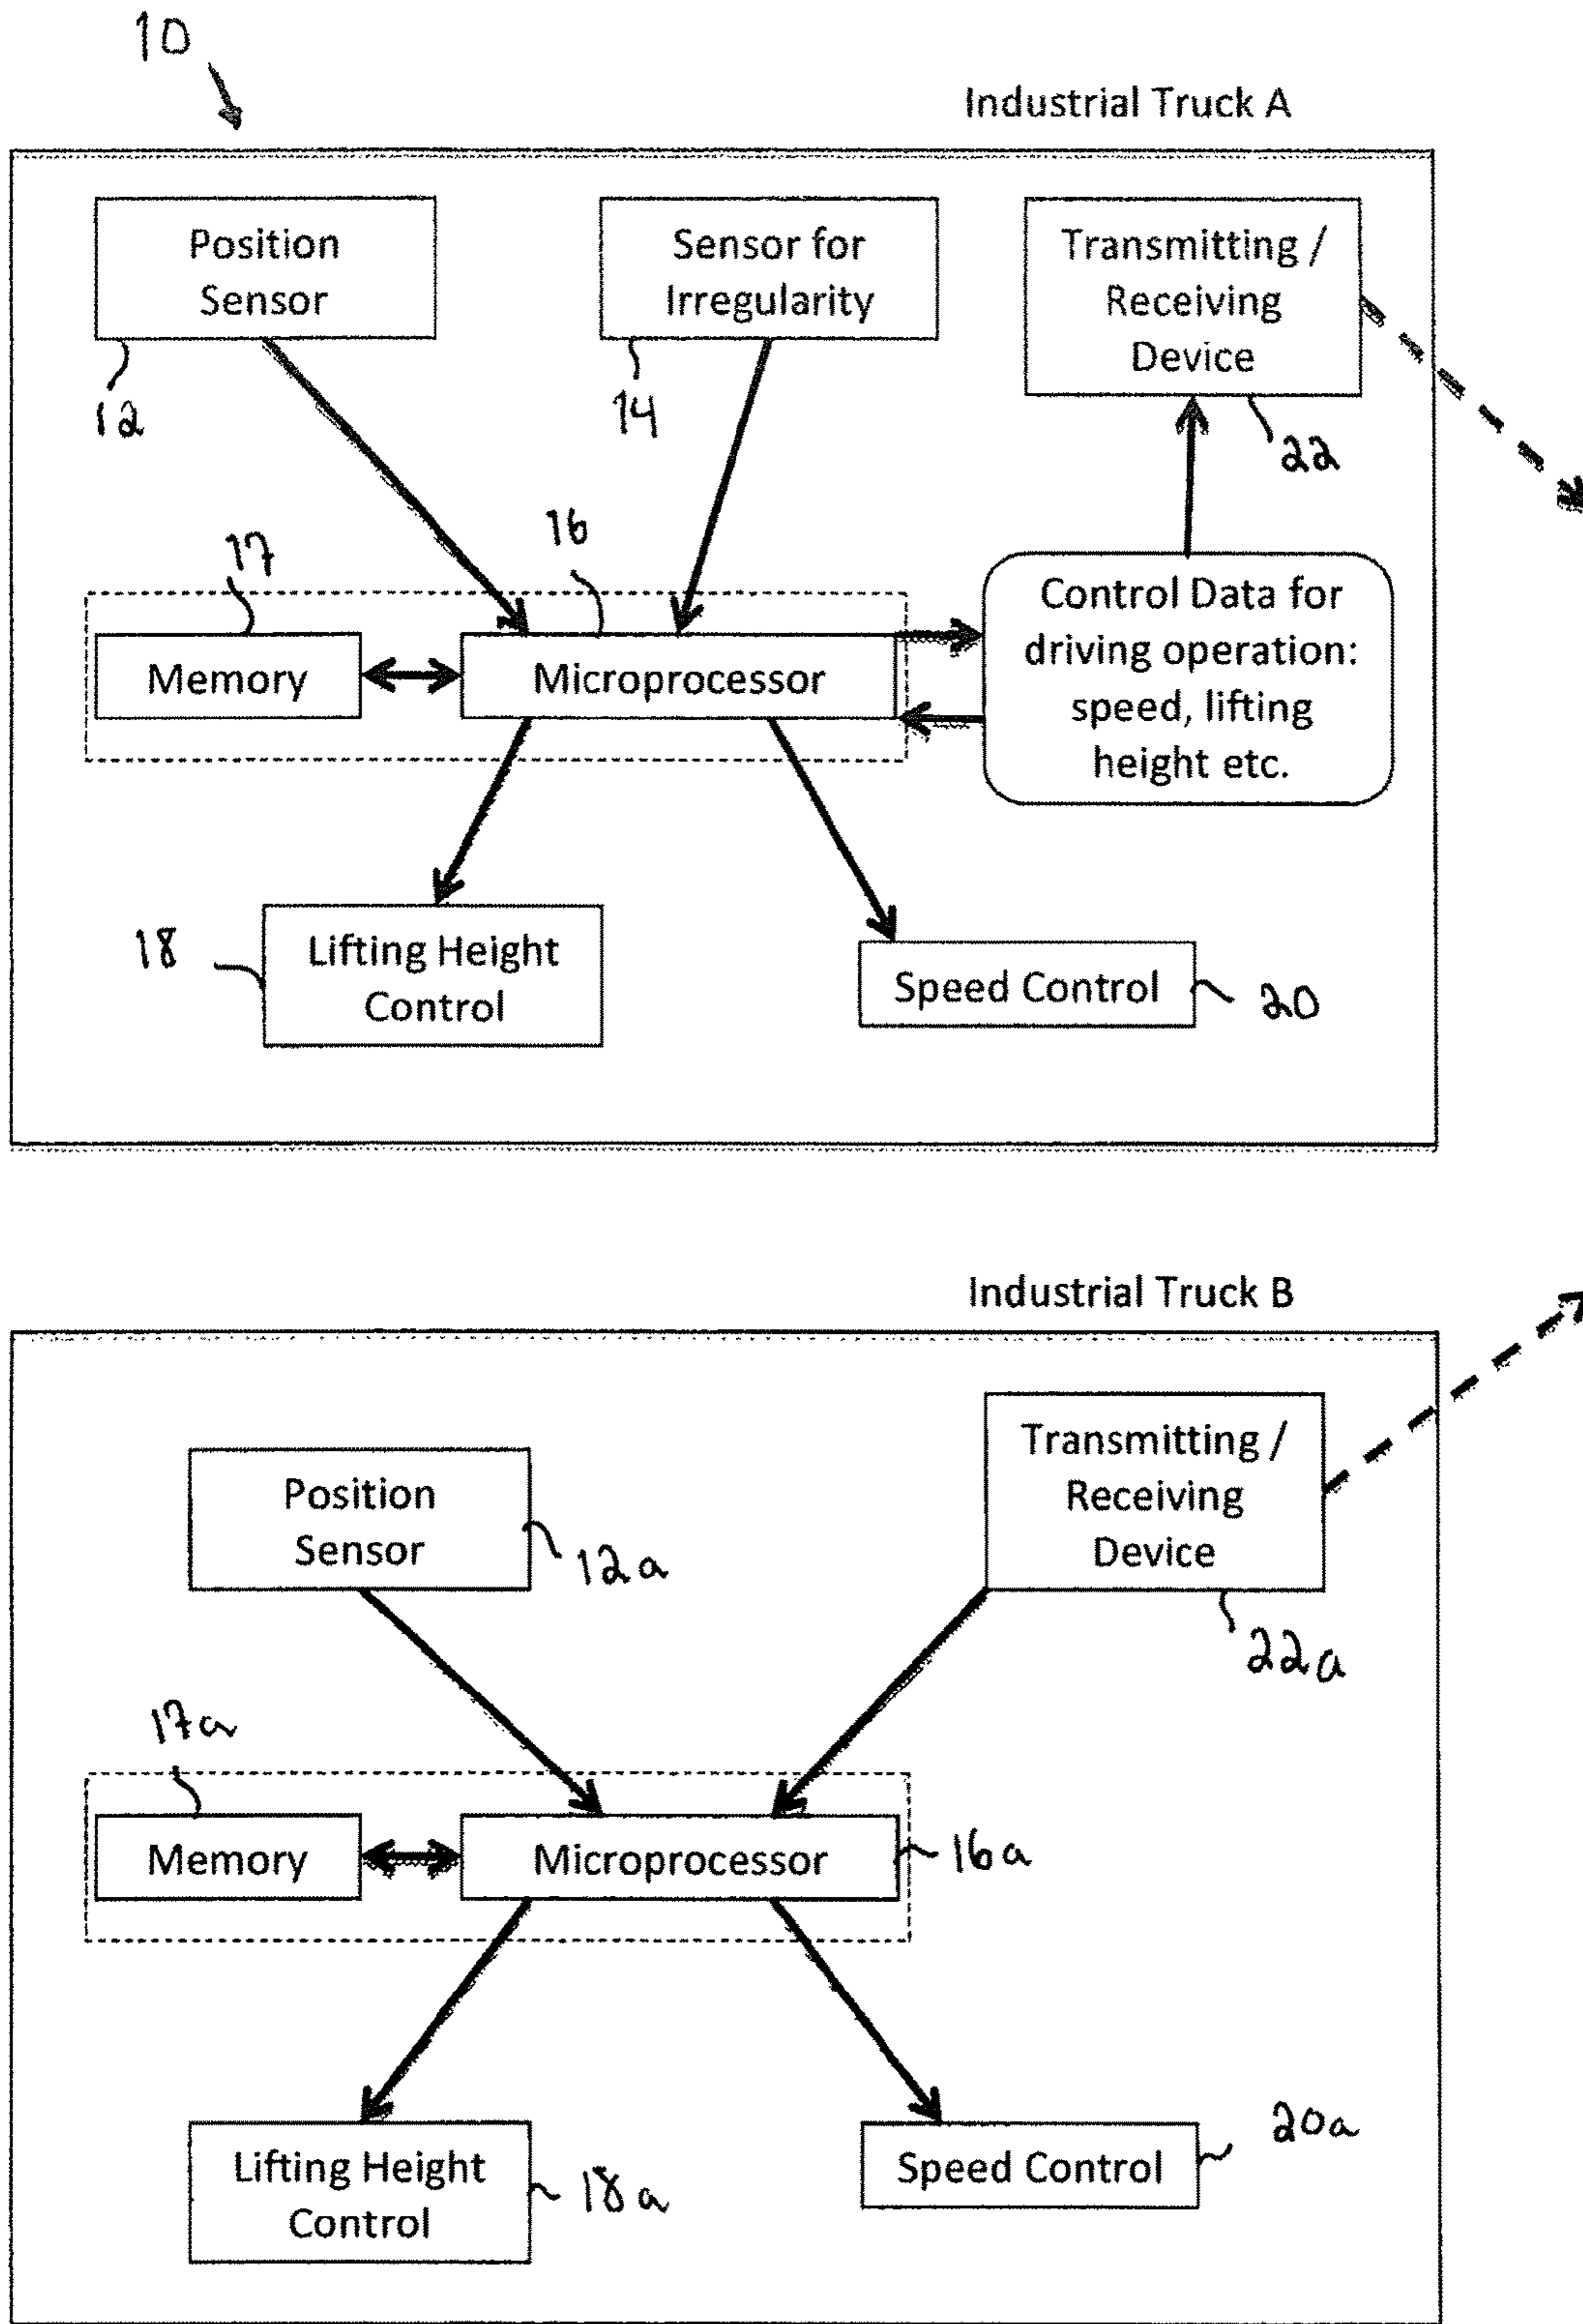 10
Industrial Truck A
Position
Sensor
12
Sensor for
Irregularity
14
Transmitting /
Receiving
Device
22
17
16
Memory
Microprocessor
Control Data for
driving operation:
speed, lifting
height etc.
18
Lifting Height
Control
Speed Control
20
Industrial Truck B
Position
Sensor
12a
Transmitting /
Receiving
Device
22a
17a
Memory
Microprocessor
16a
Lifting Height
Control
18a
Speed Control
20a